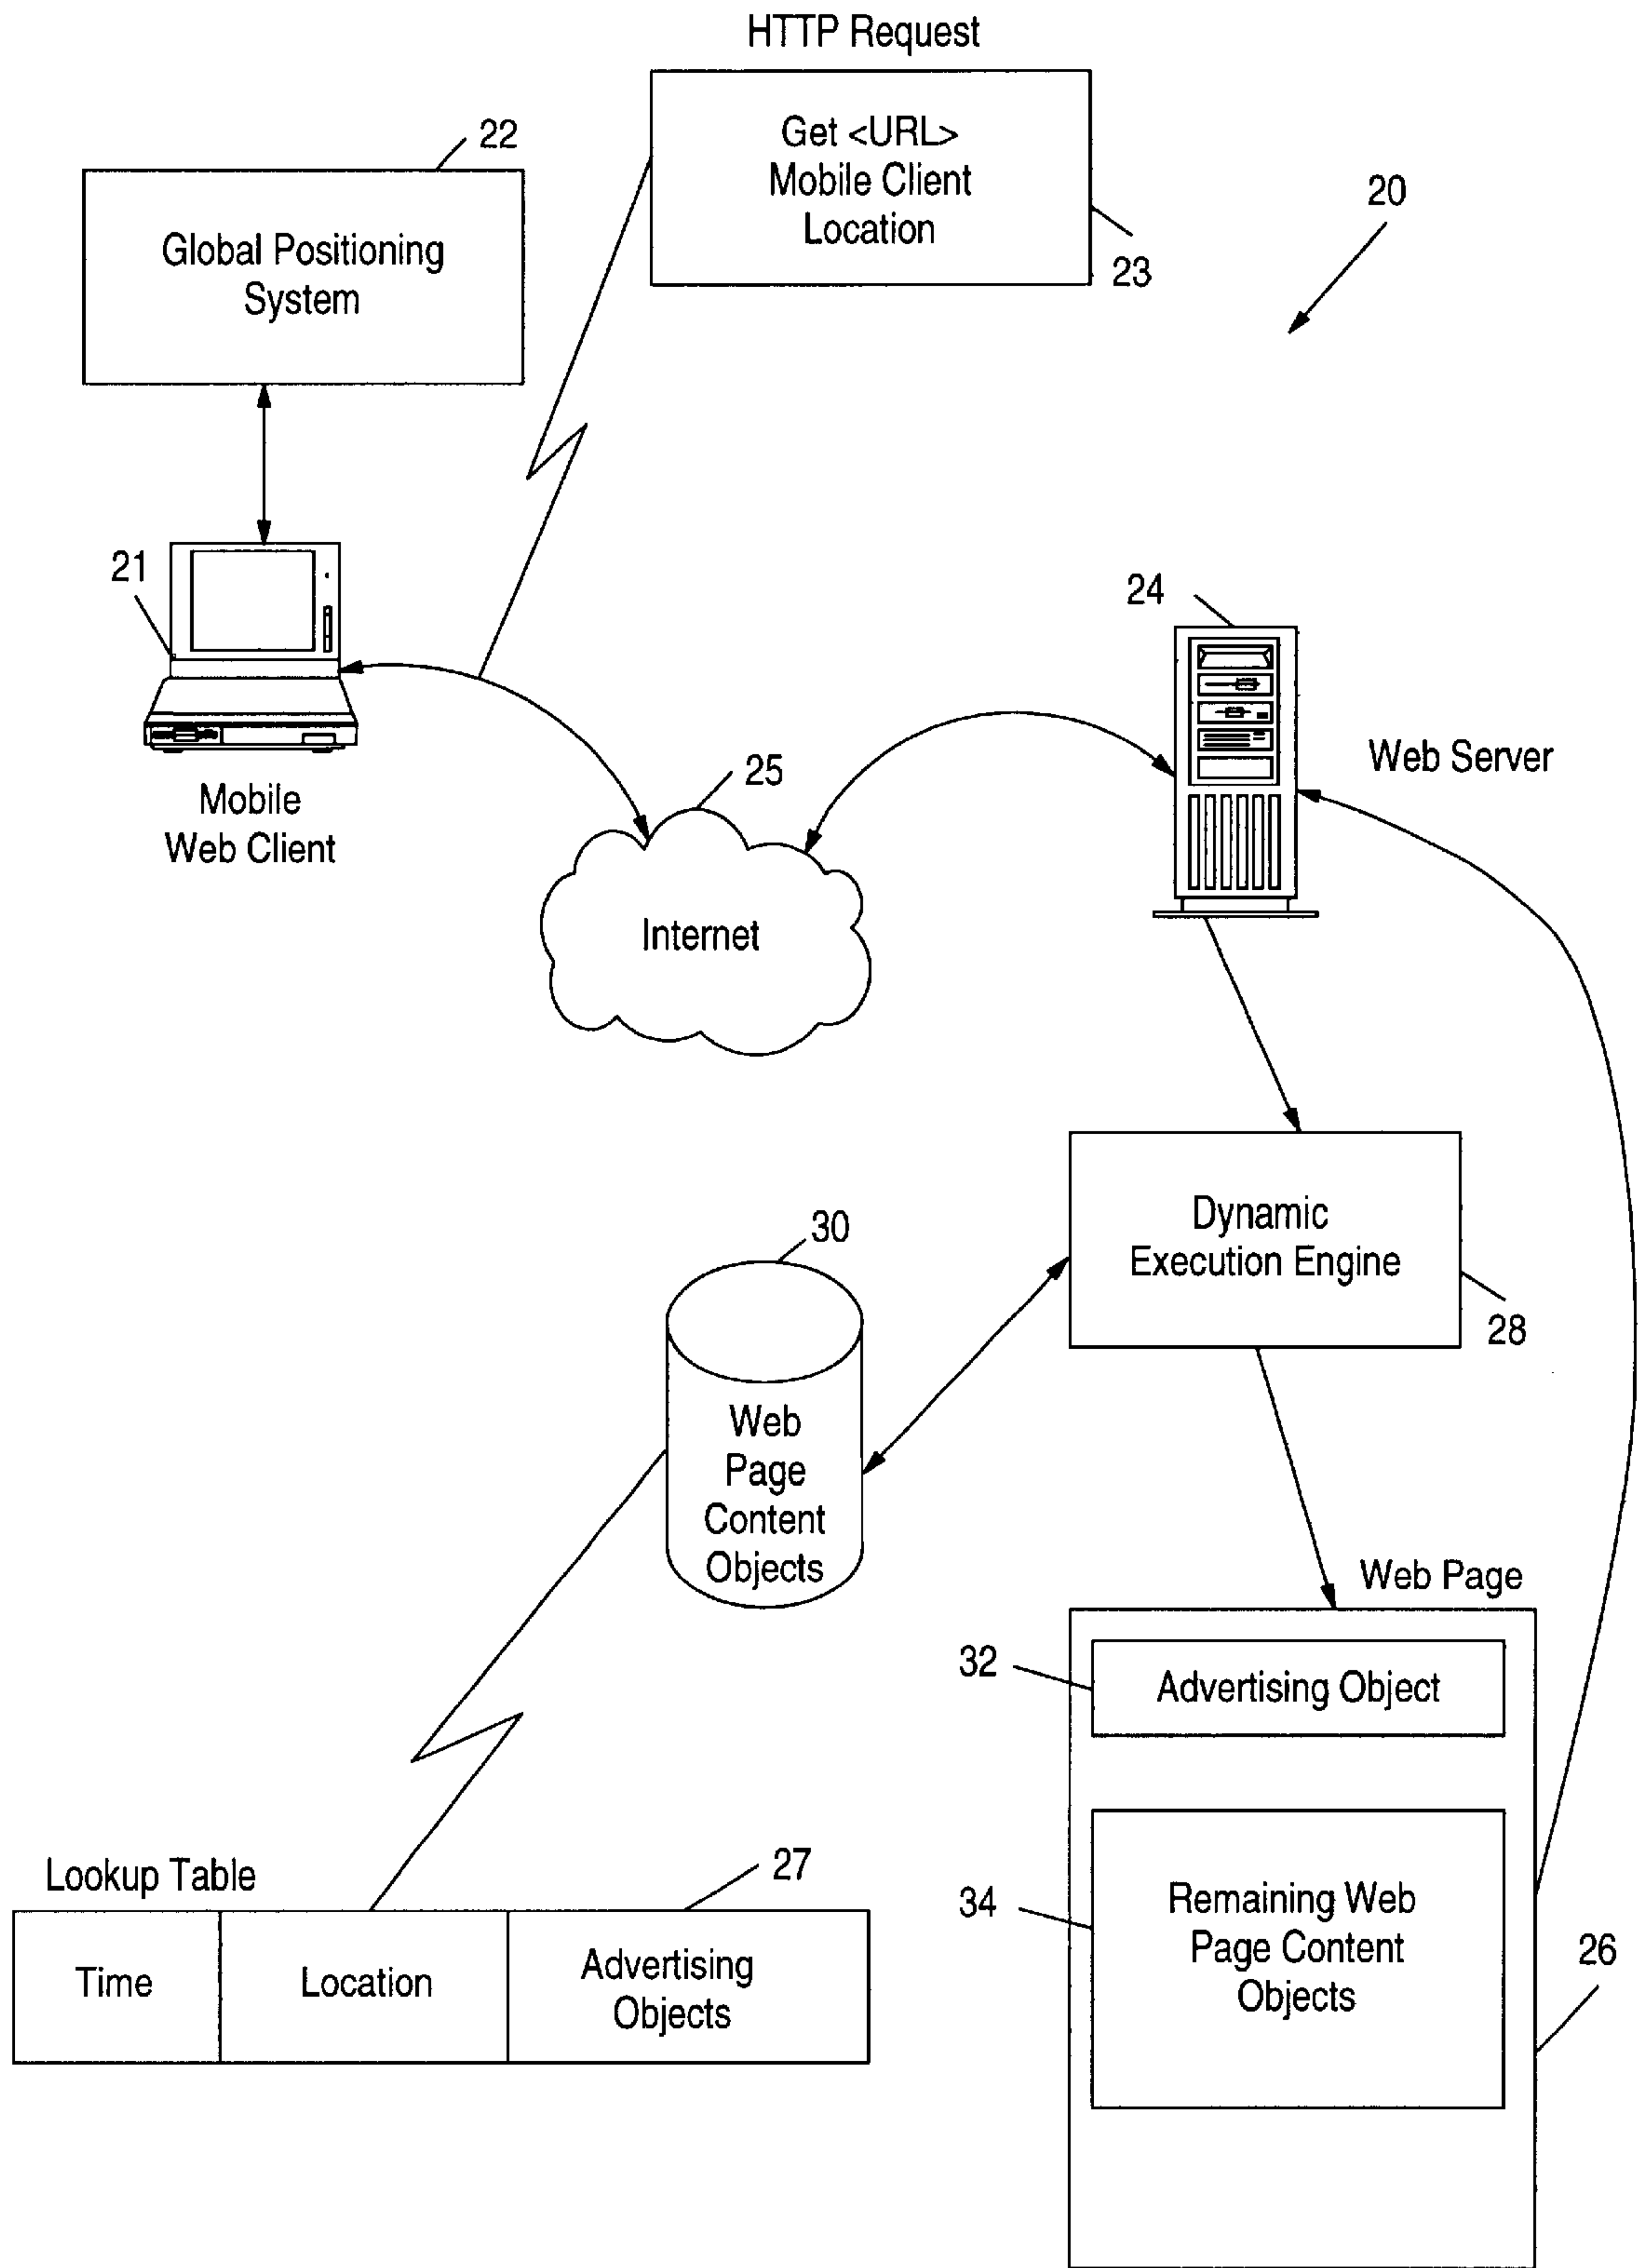 HTTP Request
Get <URL>
Mobile Client
Location
23
22
Global Positioning
System
20
21
Mobile
Web Client
24
Web Server
25
Internet
Dynamic
Execution Engine
28
30
Web
Page
Content
Objects
Web Page
32
Advertising Object
34
Remaining Web
Page Content
Objects
26
Lookup Table
27
Time
Location
Advertising
Objects